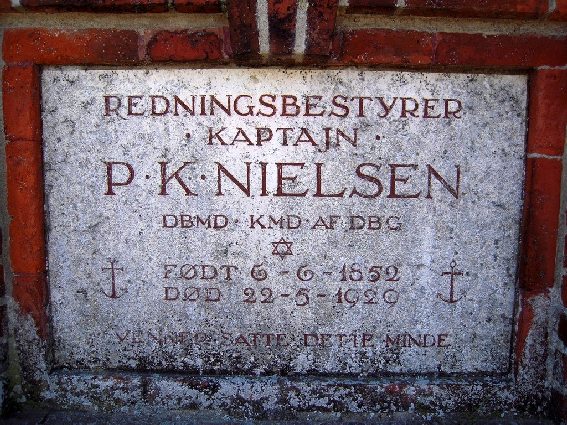 REDNINGSBESTYRER
· KAPTAJN ·
P · K · NIELSEN
DBMD · KMD · AF · DBG
FØDT 6 - 6 - 1852
DØD 22 - 5 - 1920
VENNER SATTE DETTE MINDE